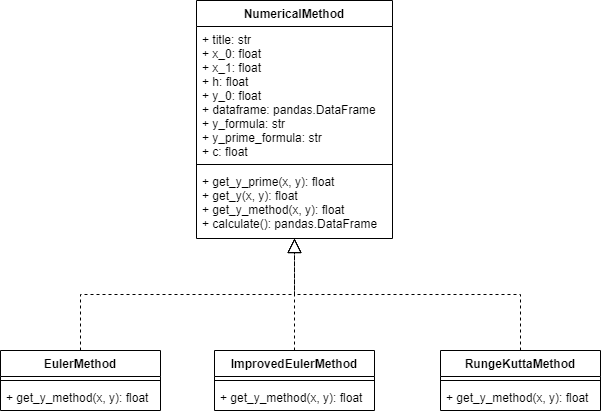 NumericalMethod
+ title: str
+ x_0: float
+ x_1: float
+ h: float
+ y_0: float
+ dataframe: pandas.DataFrame
+ y_formula: str
+ y_prime_formula: str
+ c: float
+ get_y_prime(x, y): float
+ get_y(x, y): float
+ get_y_method(x, y): float
+ calculate(): pandas.DataFrame
EulerMethod
+ get_y_method(x, y): float
ImprovedEulerMethod
+ get_y_method(x, y): float
RungeKuttaMethod
+ get_y_method(x, y): float